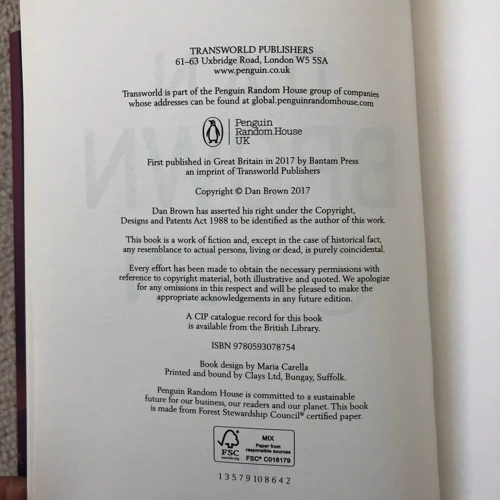 TRANSWORLD PUBLISHERS
61–63 Uxbridge Road, London W5 5SA
www.penguin.co.uk
Transworld is part of the Penguin Random House group of companies
whose addresses can be found at global.penguinrandomhouse.com
Penguin
Random House
UK
First published in Great Britain in 2017 by Bantam Press
an imprint of Transworld Publishers
Copyright © Dan Brown 2017
Dan Brown has asserted his right under the Copyright,
Designs and Patents Act 1988 to be identified as the author of this work.
This book is a work of fiction and, except in the case of historical fact,
any resemblance to actual persons, living or dead, is purely coincidental.
Every effort has been made to obtain the necessary permissions with
reference to copyright material, both illustrative and quoted. We apologize
for any omissions in this respect and will be pleased to make the
appropriate acknowledgements in any future edition.
A CIP catalogue record for this book
is available from the British Library.
ISBN 9780593078754
Book design by Maria Carella
Printed and bound by Clays Ltd, Bungay, Suffolk.
Penguin Random House is committed to a sustainable
future for our business, our readers and our planet. This book
is made from Forest Stewardship Council® certified paper.
FSC
www.fsc.org
MIX
Paper from
responsible sources
FSC® C018179
1 3 5 7 9 10 8 6 4 2